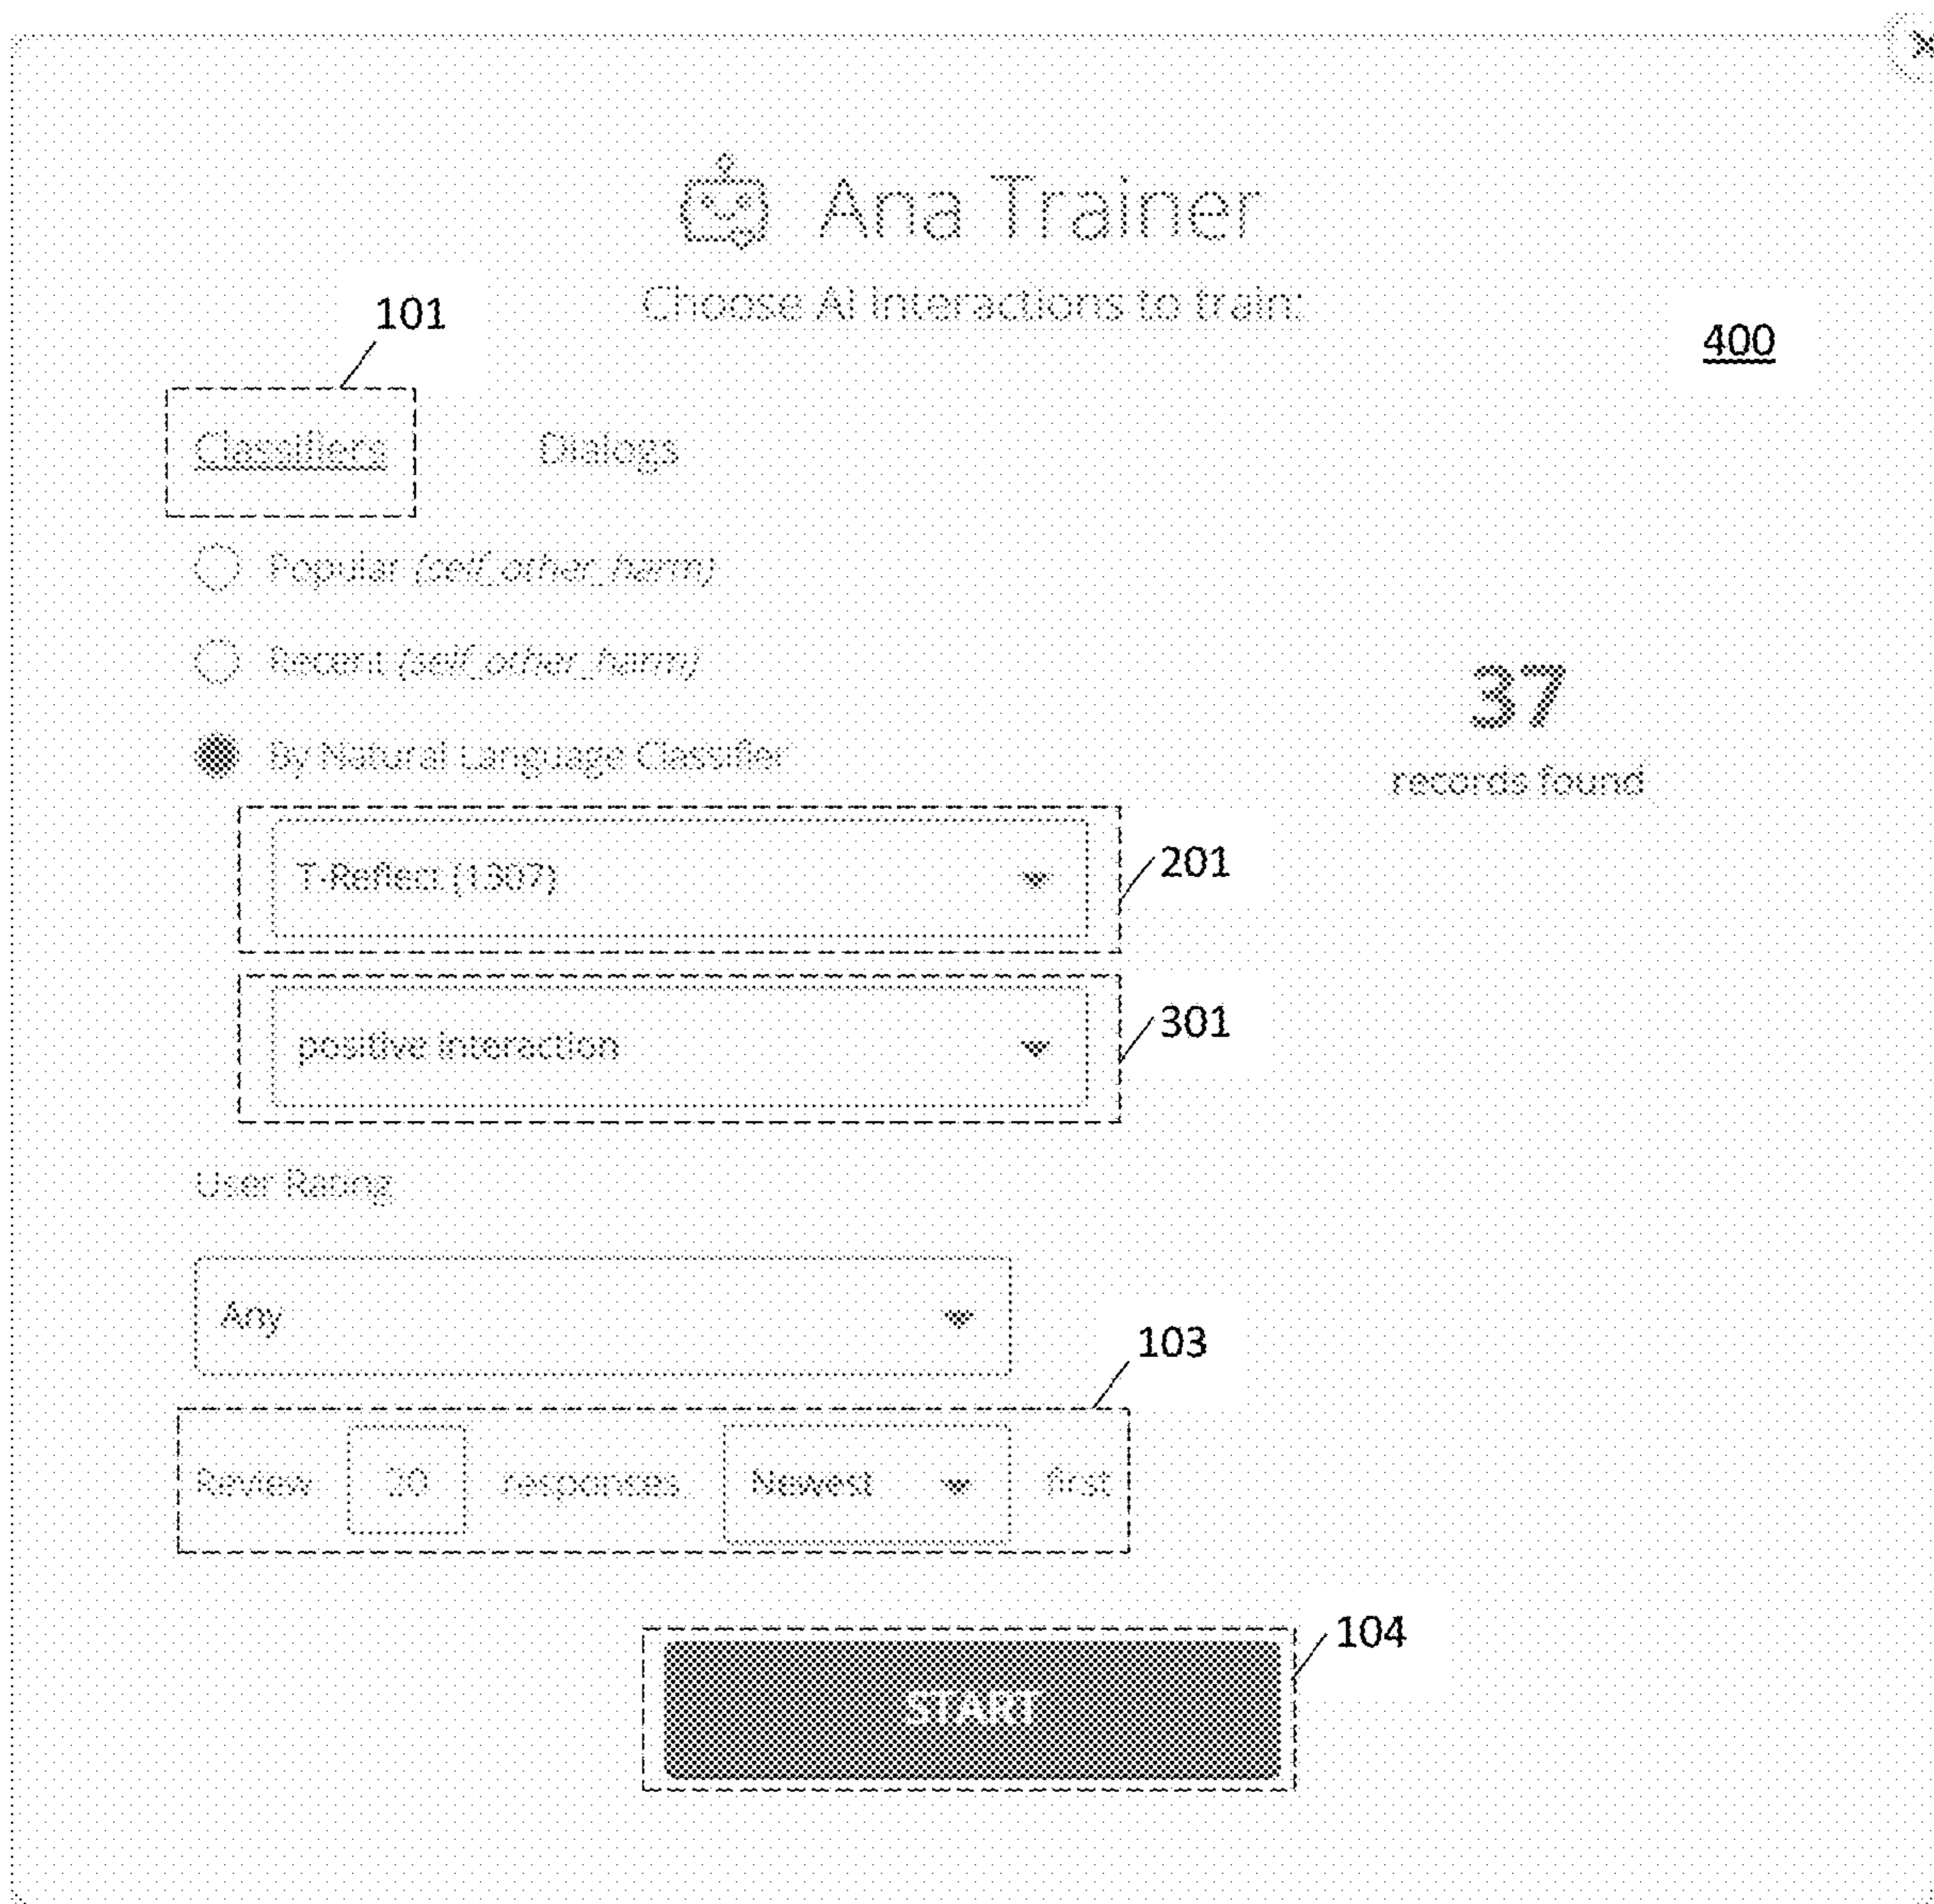 Ana Trainer
Choose AI interactions to train:
101
400
Classifiers Dialogs
Popular (self_other_harm)
Recent (self_other_harm)
37
By Natural Language Classifier
records found
T-Reflect (1307)
201
positive interaction
301
User Rating
Any
103
Review 20 responses. Newest first
104
START